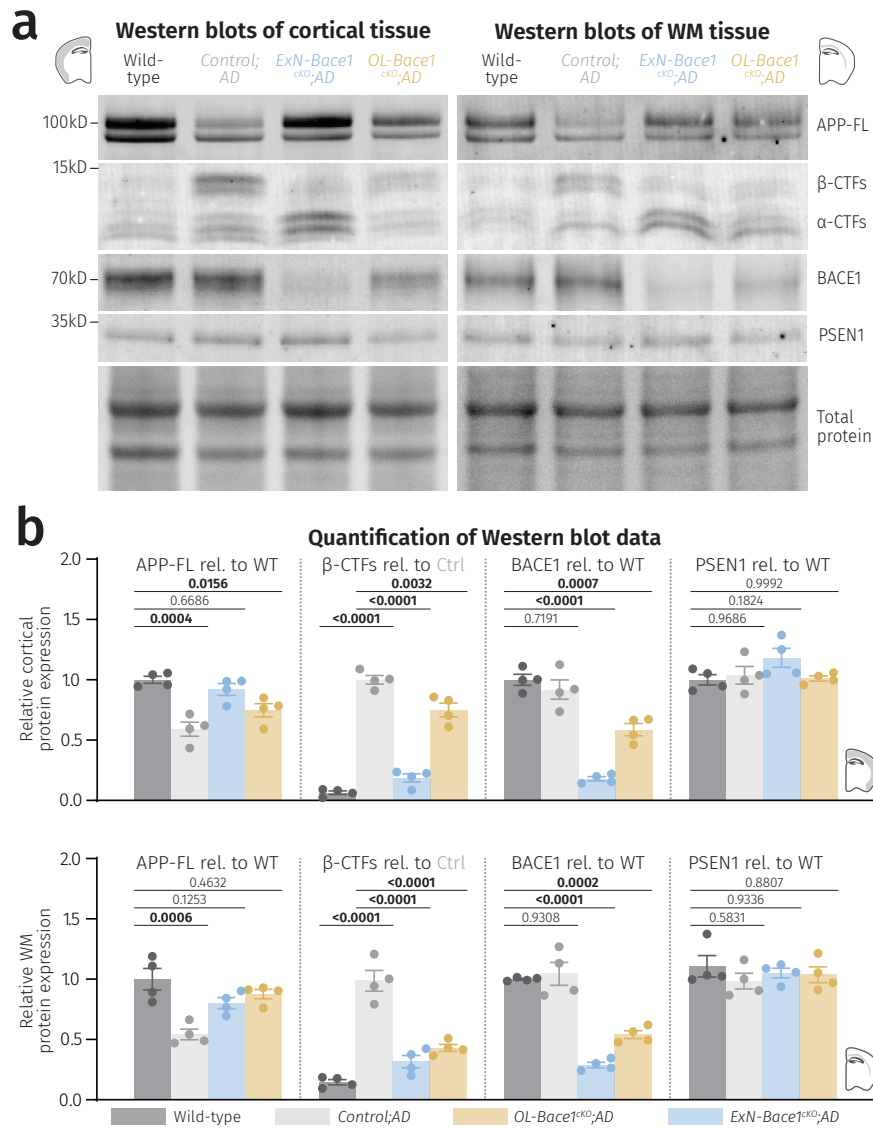 a
Western blots of cortical tissue
Western blots of WM tissue
Wild-
type
Control;
AD
ExN-Bace1
cKO;AD
OL-Bace1
cKO;AD
Wild-
type
Control;
AD
ExN-Bace1
cKO;AD
OL-Bace1
cKO;AD
100kD
APP-FL
15kD
β-CTFs
α-CTFs
70kD
BACE1
35kD
PSEN1
Total
protein
b
Quantification of Western blot data
Relative cortical
protein expression
2.0
1.5
1.0
0.5
0.0
APP-FL rel. to WT
0.0156
0.6686
0.0004
β-CTFs rel. to Ctrl
0.0032
<0.0001
<0.0001
BACE1 rel. to WT
0.0007
<0.0001
0.7191
PSEN1 rel. to WT
0.9992
0.1824
0.9686
Relative WM
protein expression
2.0
1.5
1.0
0.5
0.0
APP-FL rel. to WT
0.4632
0.1253
0.0006
β-CTFs rel. to Ctrl
<0.0001
<0.0001
<0.0001
BACE1 rel. to WT
0.0002
<0.0001
0.9308
PSEN1 rel. to WT
0.8807
0.9336
0.5831
Wild-type
Control;AD
OL-Bace1cKO;AD
ExN-Bace1cKO;AD